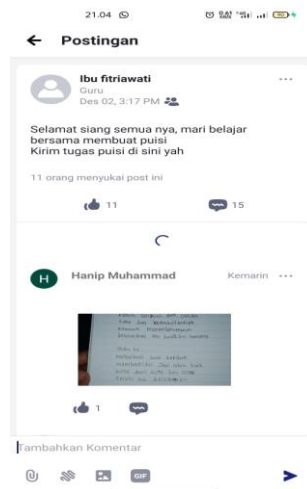 21.04
Postingan
Ibu fitriawati
Guru
Des 02, 3:17 PM
Selamat siang semua nya, mari belajar
bersama membuat puisi
Kirim tugas puisi di sini yah
11 orang menyukai post ini
11
15
H
Hanip Muhammad
Kemarin
1
Tambahkan Komentar
GIF